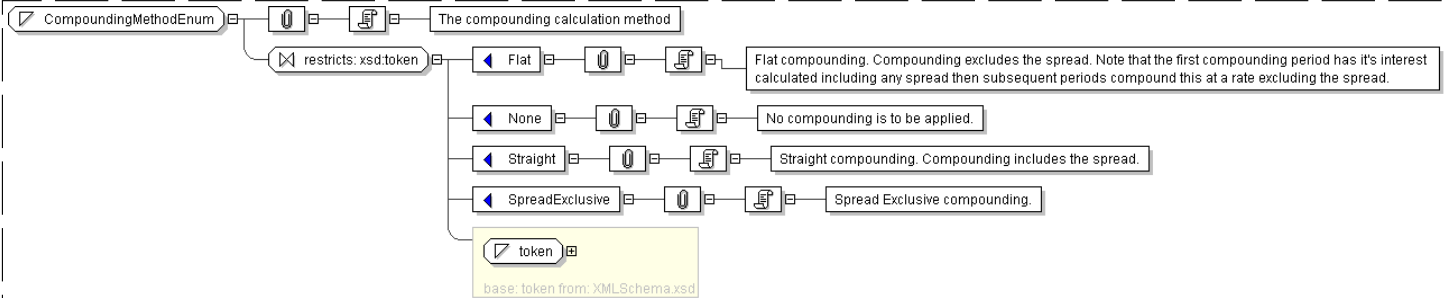 CompoundingMethodEnum
The compounding calculation method
restricts: xsd:token
Flat
Flat compounding. Compounding excludes the spread. Note that the first compounding period has it's interest
calculated including any spread then subsequent periods compound this at a rate excluding the spread.
None
No compounding is to be applied.
Straight
Straight compounding. Compounding includes the spread.
SpreadExclusive
Spread Exclusive compounding.
token
base: token from: XMLSchema.xsd